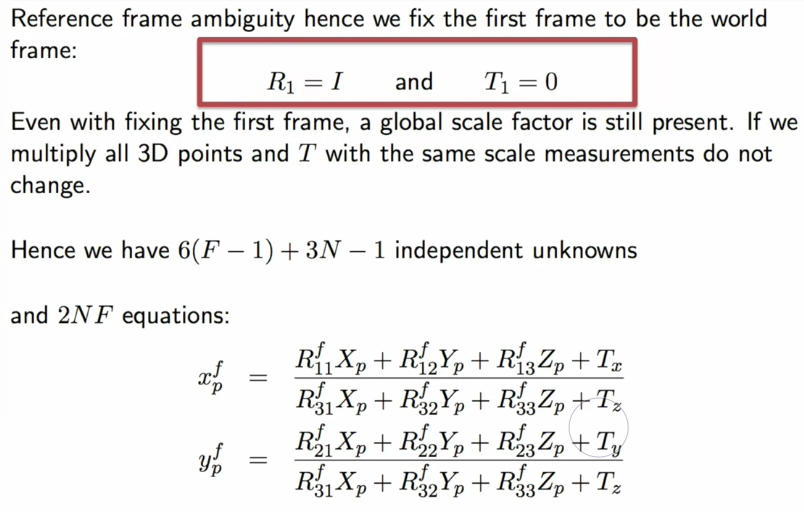 Reference frame ambiguity hence we fix the first frame to be the world
frame:
R₁ = I and T₁ = 0
Even with fixing the first frame, a global scale factor is still present. If we
multiply all 3D points and T with the same scale measurements do not
change.
Hence we have 6(F − 1) + 3N − 1 independent unknowns
and 2NF equations:
x_p^f = \frac{R_{11}^f X_p + R_{12}^f Y_p + R_{13}^f Z_p + T_x}{R_{31}^f X_p + R_{32}^f Y_p + R_{33}^f Z_p + T_z}
y_p^f = \frac{R_{21}^f X_p + R_{22}^f Y_p + R_{23}^f Z_p + T_y}{R_{31}^f X_p + R_{32}^f Y_p + R_{33}^f Z_p + T_z}